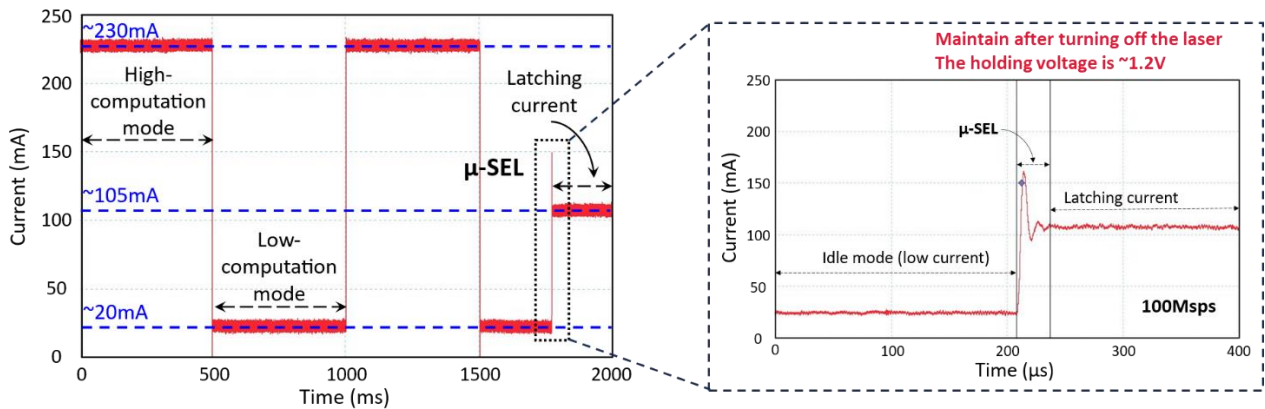 250
200
150
100
50
0
Current (mA)
~230mA
High-
computation
mode
Latching
current
μ-SEL
~105mA
Low-
computation
mode
~20mA
0
500
1000
1500
2000
Time (ms)
Maintain after turning off the laser
The holding voltage is ~1.2V
250
200
150
100
50
0
Current (mA)
μ-SEL
Latching current
Idle mode (low current)
100Msps
0
100
200
300
400
Time (μs)